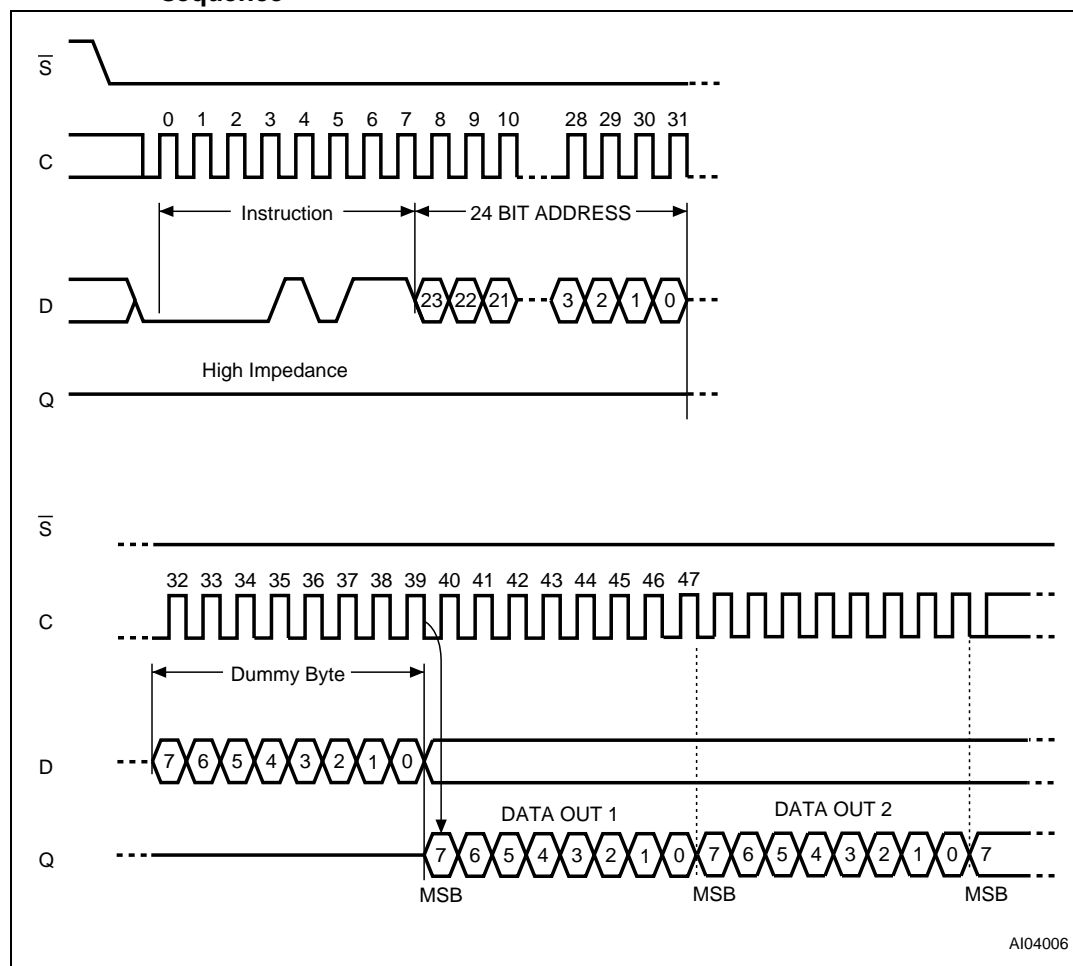 sequence
S
0 1 2 3 4 5 6 7 8 9 10 28 29 30 31
C
Instruction 24 BIT ADDRESS
D 23 22 21 3 2 1 0
High Impedance
Q
S
32 33 34 35 36 37 38 39 40 41 42 43 44 45 46 47
C
Dummy Byte
D 7 6 5 4 3 2 1 0
DATA OUT 1 DATA OUT 2
Q 7 6 5 4 3 2 1 0 7 6 5 4 3 2 1 0 7
MSB MSB MSB
AI04006